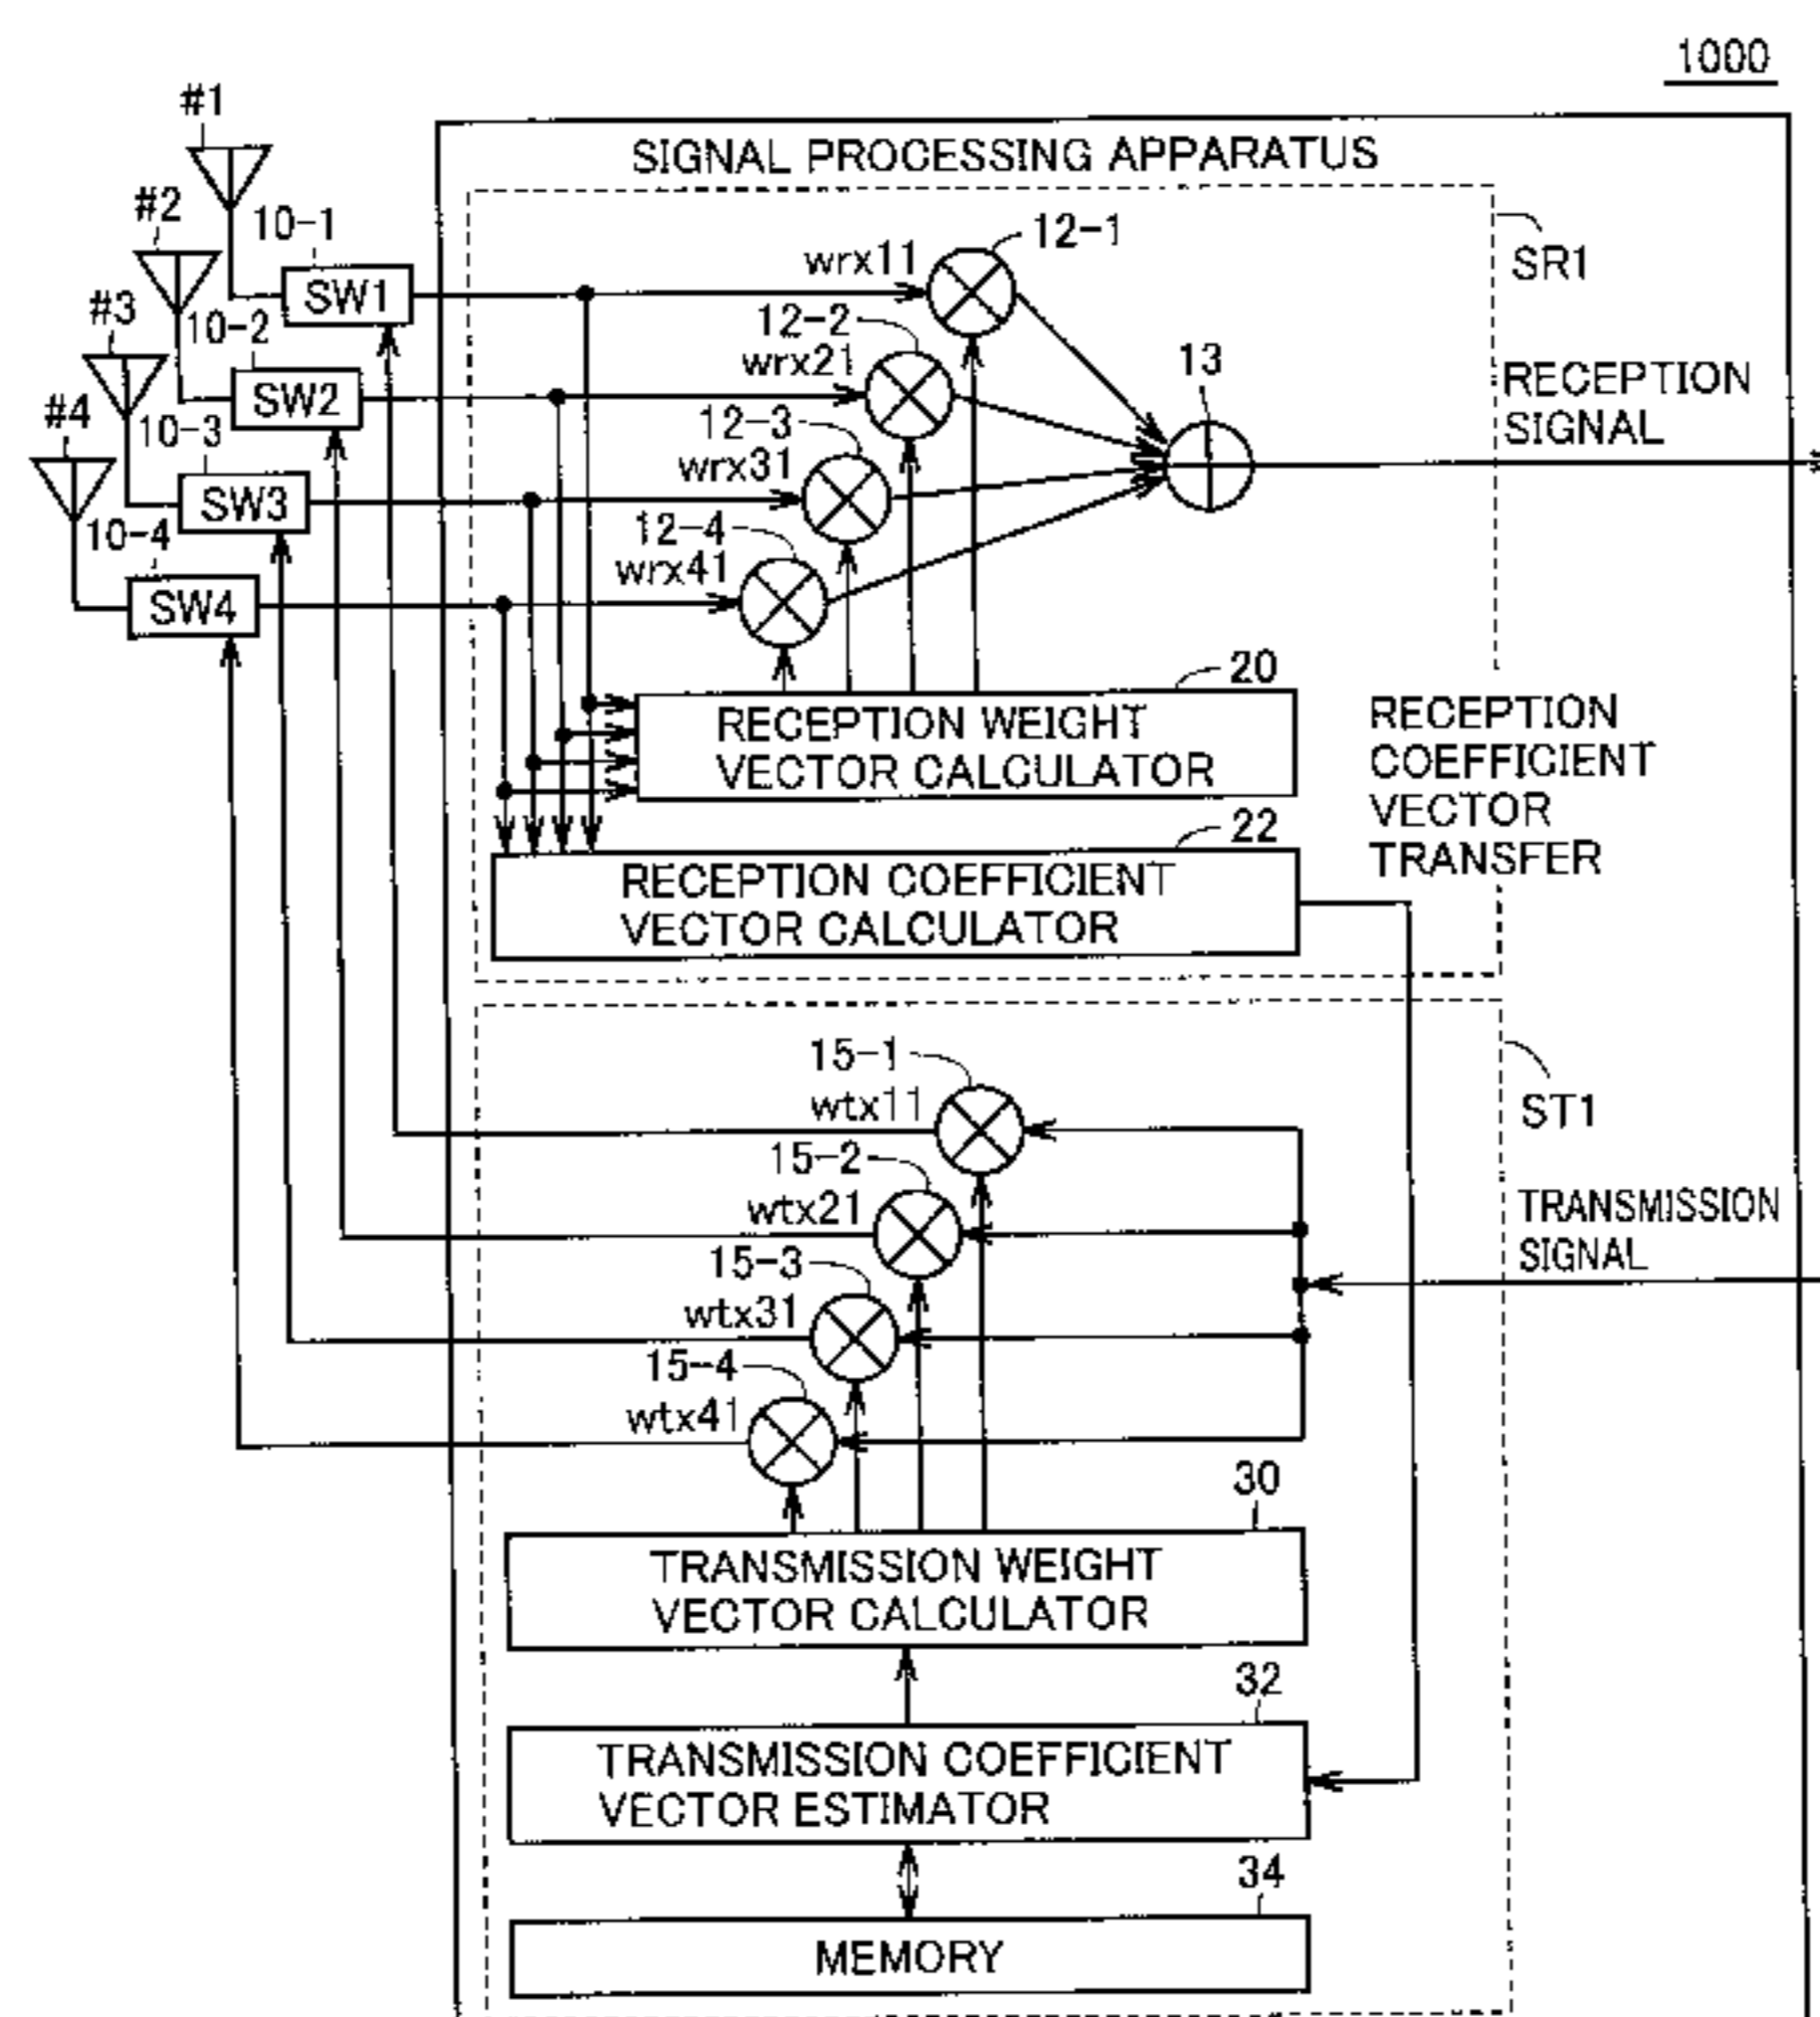 1000
#1
SIGNAL PROCESSING APPARATUS
#2
10-1
12-1
SR1
wrx11
SW1
#3
10-2
12-2
wrx21
13
RECEPTION
SIGNAL
SW2
#4
10-3
12-3
wrx31
SW3
10-4
12-4
wrx41
SW4
20
RECEPTION WEIGHT
VECTOR CALCULATOR
RECEPTION
COEFFICIENT
VECTOR
TRANSFER
22
RECEPTION COEFFICIENT
VECTOR CALCULATOR
15-1
wtx11
ST1
15-2
wtx21
TRANSMISSION
SIGNAL
15-3
wtx31
15-4
wtx41
30
TRANSMISSION WEIGHT
VECTOR CALCULATOR
32
TRANSMISSION COEFFICIENT
VECTOR ESTIMATOR
34
MEMORY